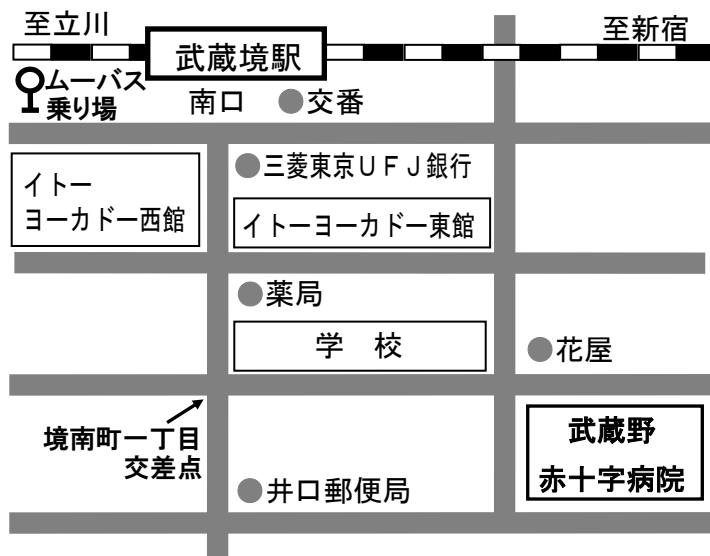 至立川
至新宿
武蔵境駅
ムーバス
乗り場
南口
交番
三菱東京ＵＦＪ銀行
イトー
ヨーカドー西館
イトーヨーカドー東館
薬局
学　校
花屋
境南町一丁目
交差点
武蔵野
赤十字病院
井口郵便局